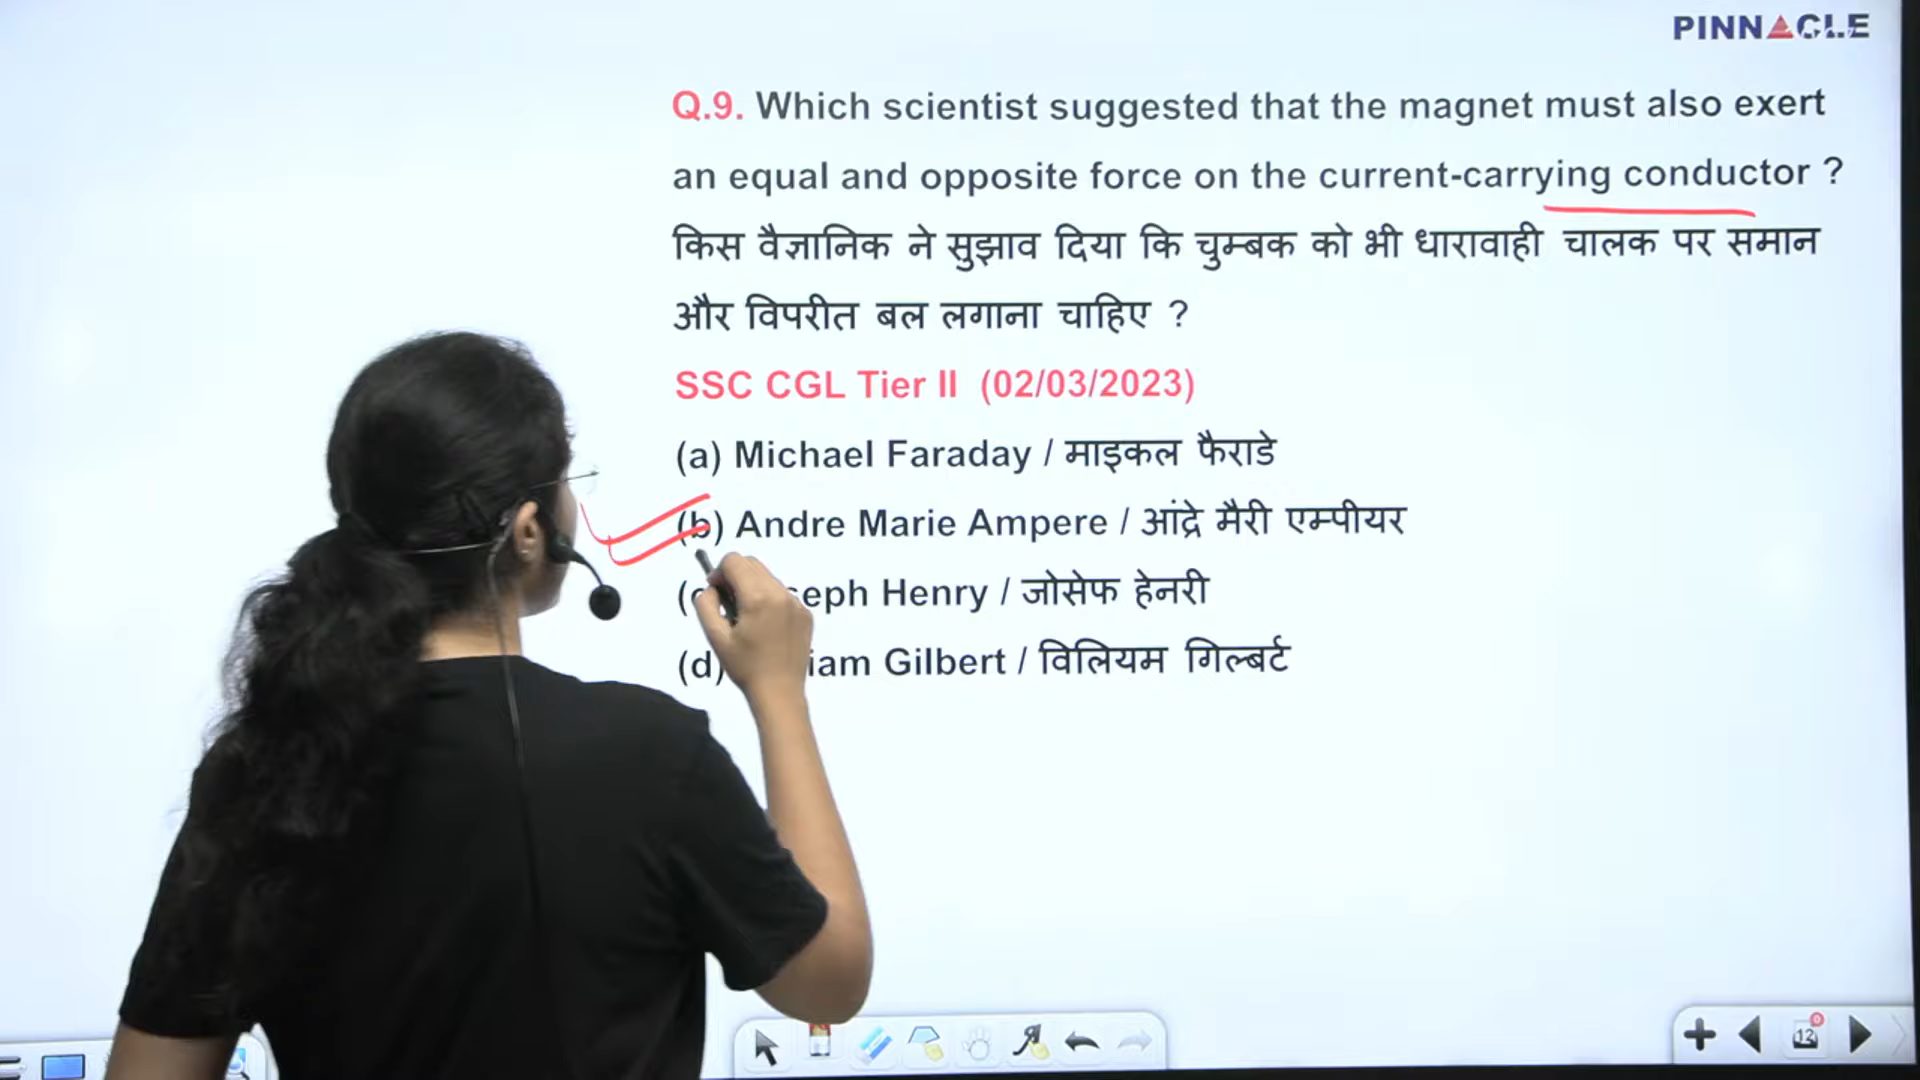 PINNACLE
Q.9. Which scientist suggested that the magnet must also exert
an equal and opposite force on the current-carrying conductor ?
किस वैज्ञानिक ने सुझाव दिया कि चुम्बक को भी धारावाही चालक पर समान
और विपरीत बल लगाना चाहिए ?
SSC CGL Tier II (02/03/2023)
(a) Michael Faraday / माइकल फैराडे
(b) Andre Marie Ampere / आंद्रे मैरी एम्पीयर
Henry / जोसेफ हेनरी
(d) Gilbert / विलियम गिल्बर्ट
12